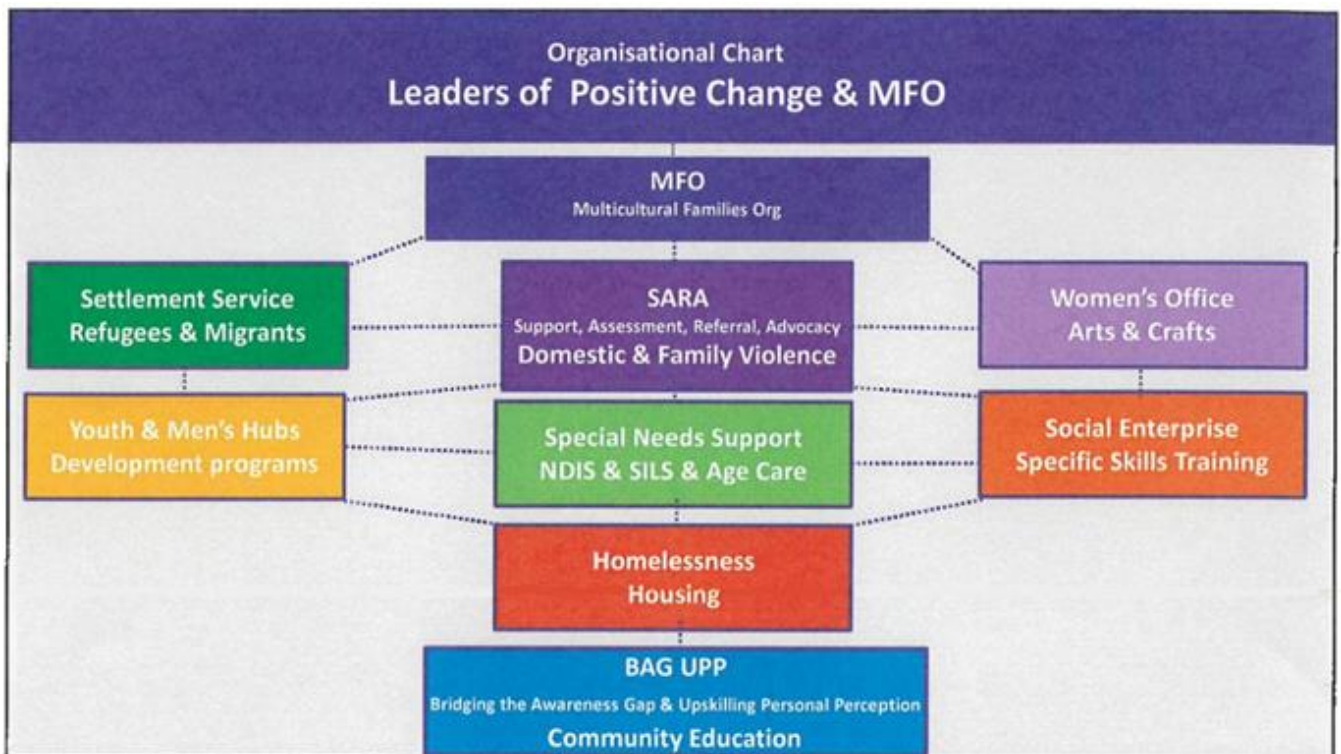 Organisational Chart
Leaders of Positive Change & MFO
MFO
Multicultural Families Org
Settlement Service
Refugees & Migrants
SARA
Support, Assessment, Referral, Advocacy
Domestic & Family Violence
Women's Office
Arts & Crafts
Youth & Men's Hubs
Development programs
Special Needs Support
NDIS & SILS & Age Care
Social Enterprise
Specific Skills Training
Homelessness
Housing
BAG UPP
Bridging the Awareness Gap & Upskilling Personal Perception
Community Education